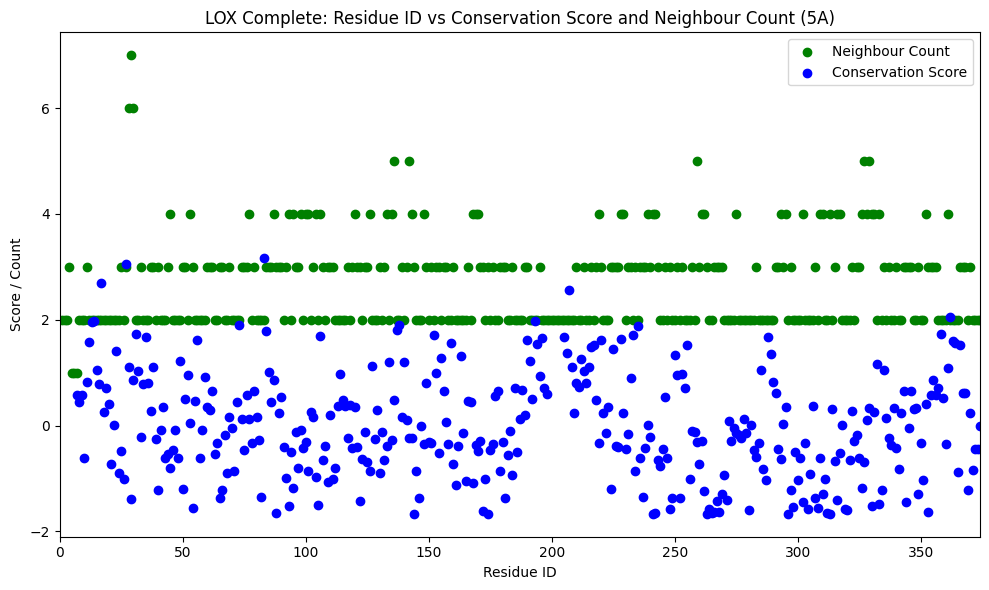 LOX Complete: Residue ID vs Conservation Score and Neighbour Count (5A)
Neighbour Count
Conservation Score
Score / Count
6
4
2
0
−2
0 50 100 150 200 250 300 350
Residue ID